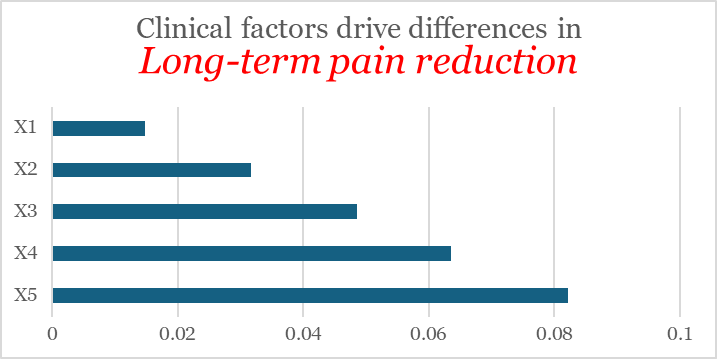 Clinical factors drive differences in
Long-term pain reduction
X1
X2
X3
X4
X5
0 0.02 0.04 0.06 0.08 0.1